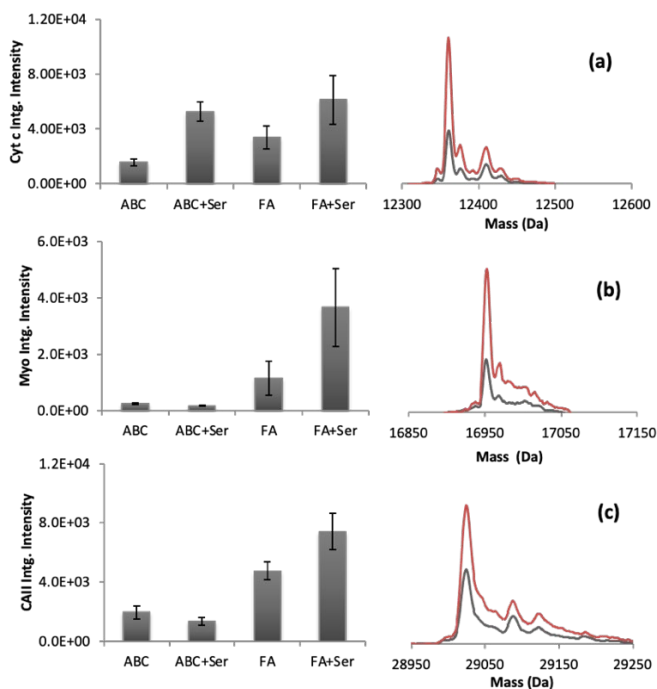 1.20E+04
8.00E+03
4.00E+03
0.00E+00
Cyt c Intg. Intensity
ABC ABC+Ser FA FA+Ser
(a)
12300 12400 12500 12600
Mass (Da)
6.0E+03
4.0E+03
2.0E+03
0.0E+00
Myo Intg. Intensity
ABC ABC+Ser FA FA+Ser
(b)
16850 16950 17050 17150
Mass (Da)
1.2E+04
8.0E+03
4.0E+03
0.0E+00
CAII Intg. Intensity
ABC ABC+Ser FA FA+Ser
(c)
28950 29050 29150 29250
Mass (Da)